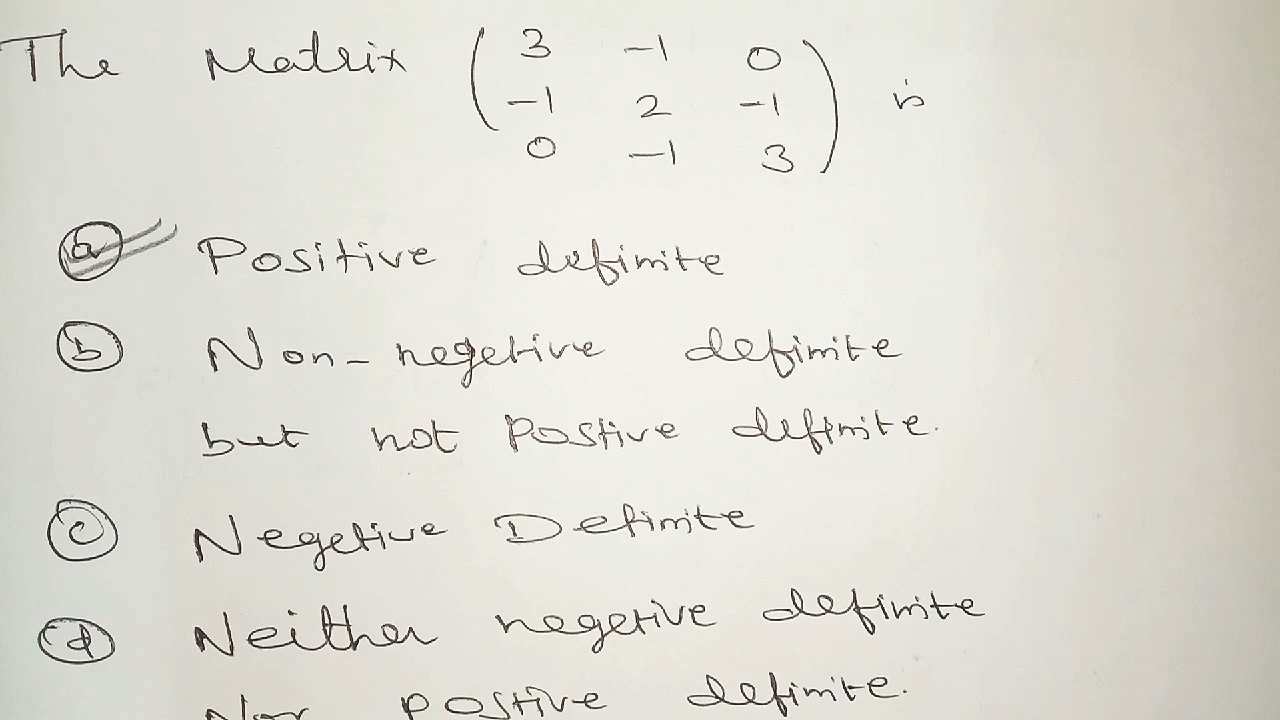 The Matrix ( 3 -1 0
-1 2 -1 ) is
0 -1 3
(a) Positive definite
(b) Non-negetive definite
but not Postive definite.
(c) Negetive Definite
(d) Neither negetive definite
Nor postive definite.